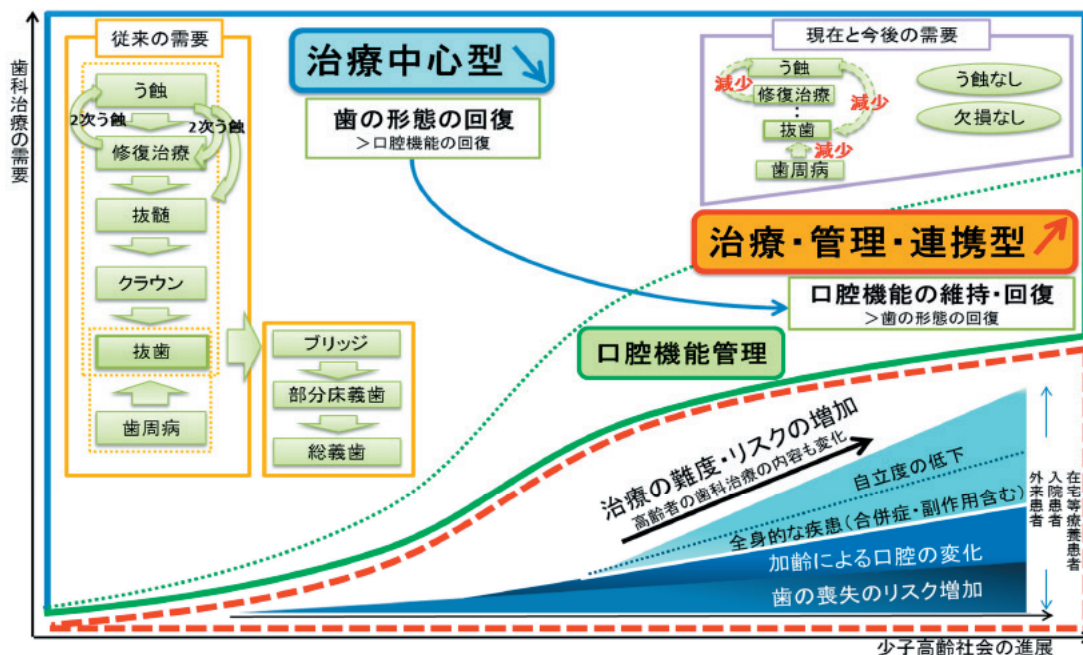 歯科治療の需要
従来の需要
う蝕
2次う蝕
2次う蝕
修復治療
抜髄
クラウン
抜歯
歯周病
ブリッジ
部分床義歯
総義歯
治療中心型
歯の形態の回復
>口腔機能の回復
現在と今後の需要
う蝕
減少
修復治療
減少
:
抜歯
減少
歯周病
う蝕なし
欠損なし
治療・管理・連携型
口腔機能の維持・回復
>歯の形態の回復
口腔機能管理
治療の難度・リスクの増加
高齢者の歯科治療の内容も変化
自立度の低下
全身的な疾患(合併症・副作用含む)
加齢による口腔の変化
歯の喪失のリスク増加
在宅等療養患者
入院患者
外来患者
少子高齢社会の進展